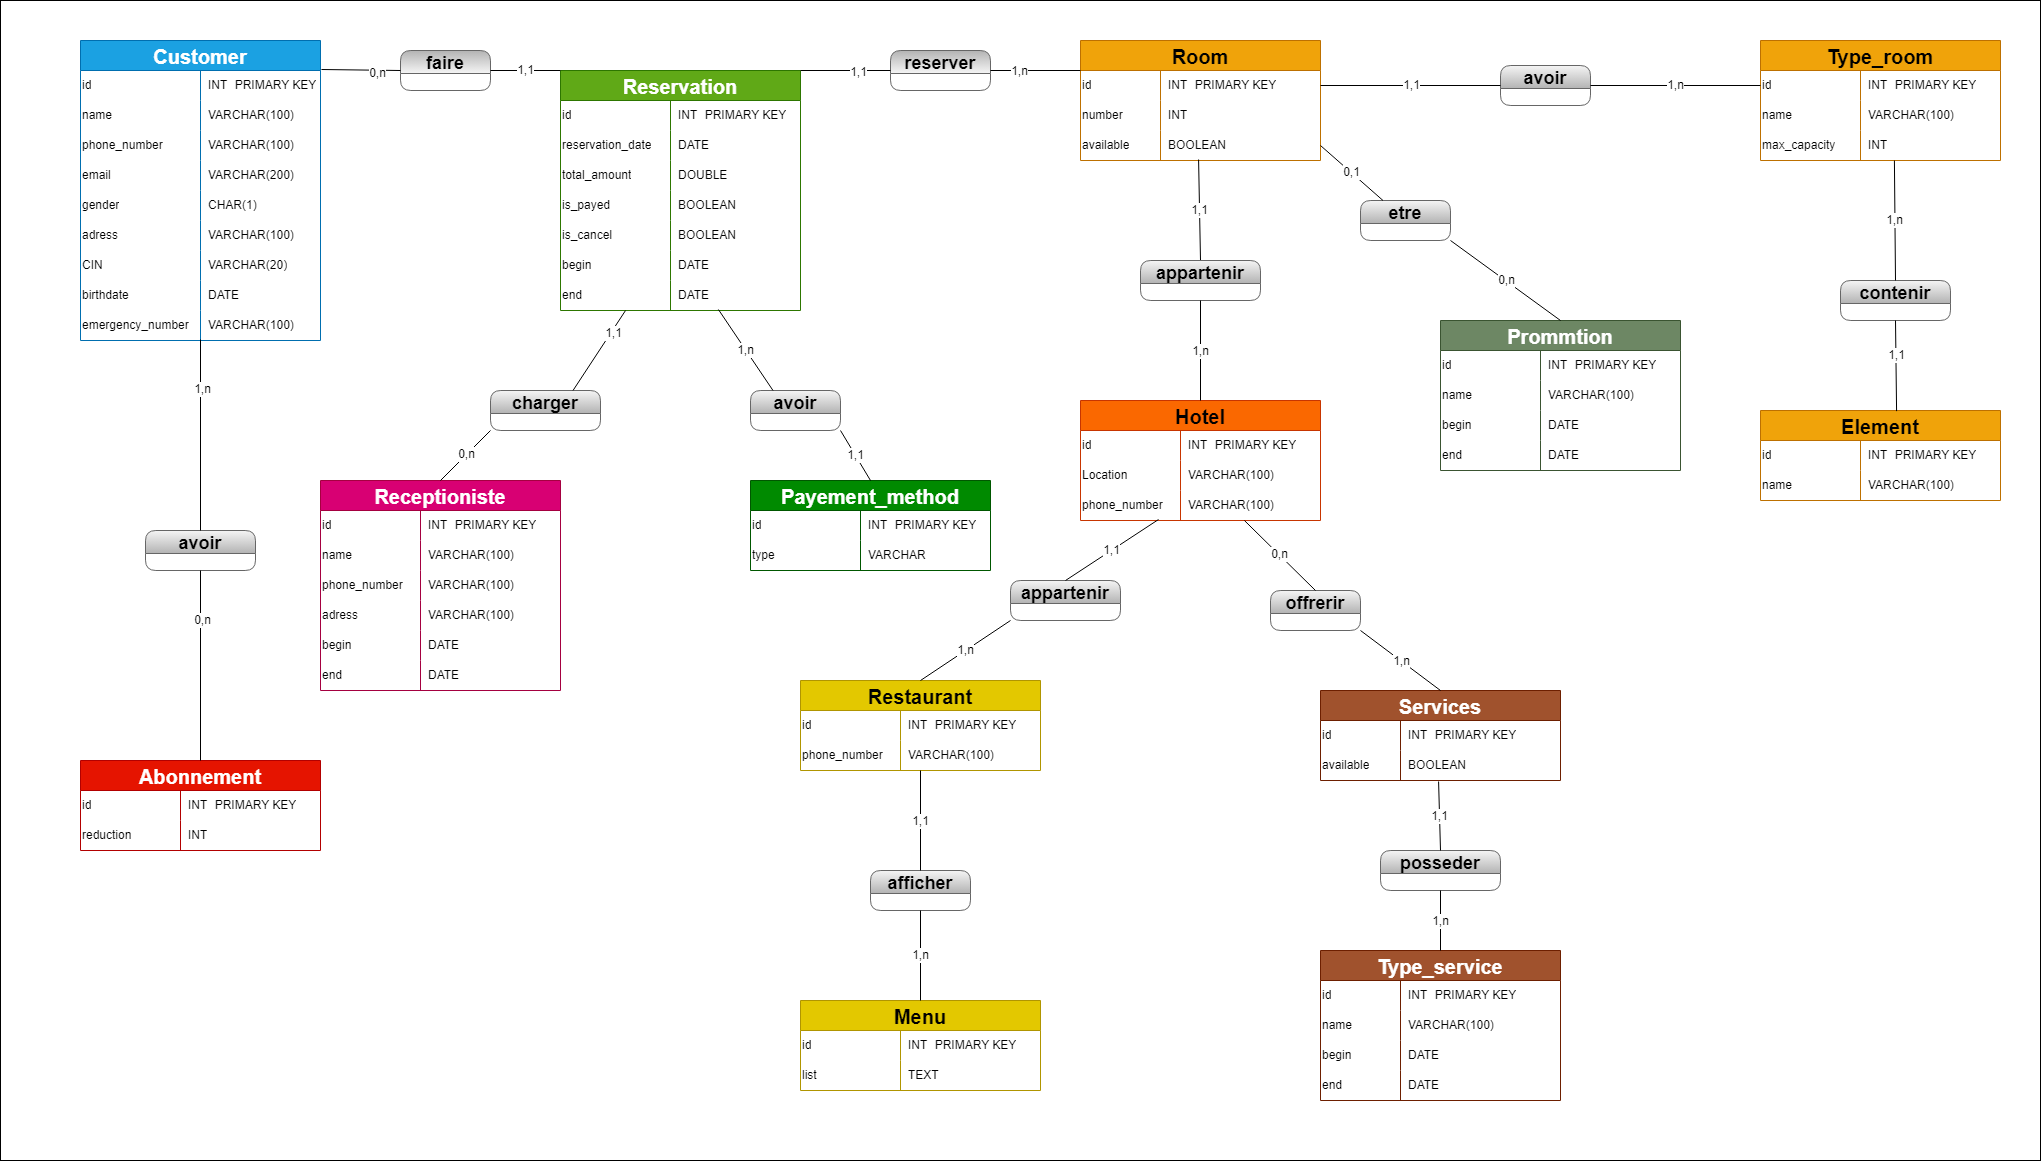 Customer
id INT PRIMARY KEY
name VARCHAR(100)
phone_number VARCHAR(100)
email VARCHAR(200)
gender CHAR(1)
adress VARCHAR(100)
CIN VARCHAR(20)
birthdate DATE
emergency_number VARCHAR(100)
0,n
faire
1,1
Reservation
id INT PRIMARY KEY
reservation_date DATE
total_amount DOUBLE
is_payed BOOLEAN
is_cancel BOOLEAN
begin DATE
end DATE
1,1
reserver
1,n
Room
id INT PRIMARY KEY
number INT
available BOOLEAN
1,1
avoir
1,n
Type_room
id INT PRIMARY KEY
name VARCHAR(100)
max_capacity INT
0,1
etre
0,n
Prommtion
id INT PRIMARY KEY
name VARCHAR(100)
begin DATE
end DATE
1,n
contenir
1,1
Element
id INT PRIMARY KEY
name VARCHAR(100)
1,1
appartenir
1,n
Hotel
id INT PRIMARY KEY
Location VARCHAR(100)
phone_number VARCHAR(100)
1,1
charger
0,n
Receptioniste
id INT PRIMARY KEY
name VARCHAR(100)
phone_number VARCHAR(100)
adress VARCHAR(100)
begin DATE
end DATE
1,n
avoir
1,1
Payement_method
id INT PRIMARY KEY
type VARCHAR
1,n
avoir
0,n
Abonnement
id INT PRIMARY KEY
reduction INT
1,1
appartenir
1,n
Restaurant
id INT PRIMARY KEY
phone_number VARCHAR(100)
1,1
afficher
1,n
Menu
id INT PRIMARY KEY
list TEXT
0,n
offrerir
1,n
Services
id INT PRIMARY KEY
available BOOLEAN
1,1
posseder
1,n
Type_service
id INT PRIMARY KEY
name VARCHAR(100)
begin DATE
end DATE